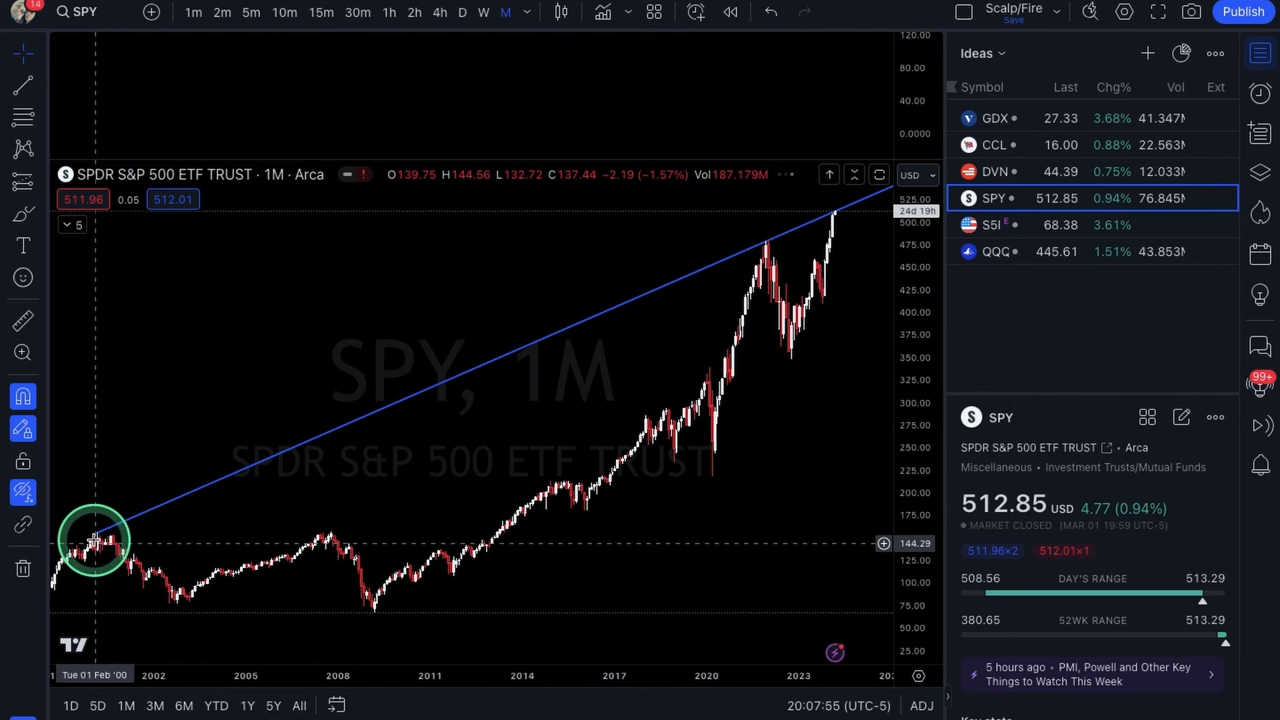 14
SPY
1m 2m 5m 10m 15m 30m 1h 2h 4h D W M
Scalp/Fire
Save
Publish
120.00
80.00
40.00
0.0000
SPDR S&P 500 ETF TRUST · 1M · Arca
O139.75 H144.56 L132.72 C137.44 −2.19 (−1.57%) Vol187.179M
USD
511.96 0.05 512.01
5
525.00
24d 19h
500.00
475.00
450.00
425.00
400.00
375.00
350.00
325.00
300.00
275.00
250.00
225.00
200.00
175.00
144.29
125.00
100.00
75.00
50.00
25.00
SPY, 1M
SPDR S&P 500 ETF TRUST
Tue 01 Feb '00
2002 2005 2008 2011 2014 2017 2020 2023
1D 5D 1M 3M 6M YTD 1Y 5Y All
20:07:55 (UTC-5) ADJ
Ideas
Symbol Last Chg% Vol Ext
GDX 27.33 3.68% 41.347M
CCL 16.00 0.88% 22.563M
DVN 44.39 0.75% 12.033M
SPY 512.85 0.94% 76.845M
S5I E 68.38 3.61%
QQQ 445.61 1.51% 43.853M
99+
S SPY
SPDR S&P 500 ETF TRUST • Arca
Miscellaneous • Investment Trusts/Mutual Funds
512.85 USD 4.77 (0.94%)
MARKET CLOSED (MAR 01 19:59 UTC-5)
511.96×2 512.01×1
508.56 DAY'S RANGE 513.29
380.65 52WK RANGE 513.29
5 hours ago • PMI, Powell and Other Key
Things to Watch This Week